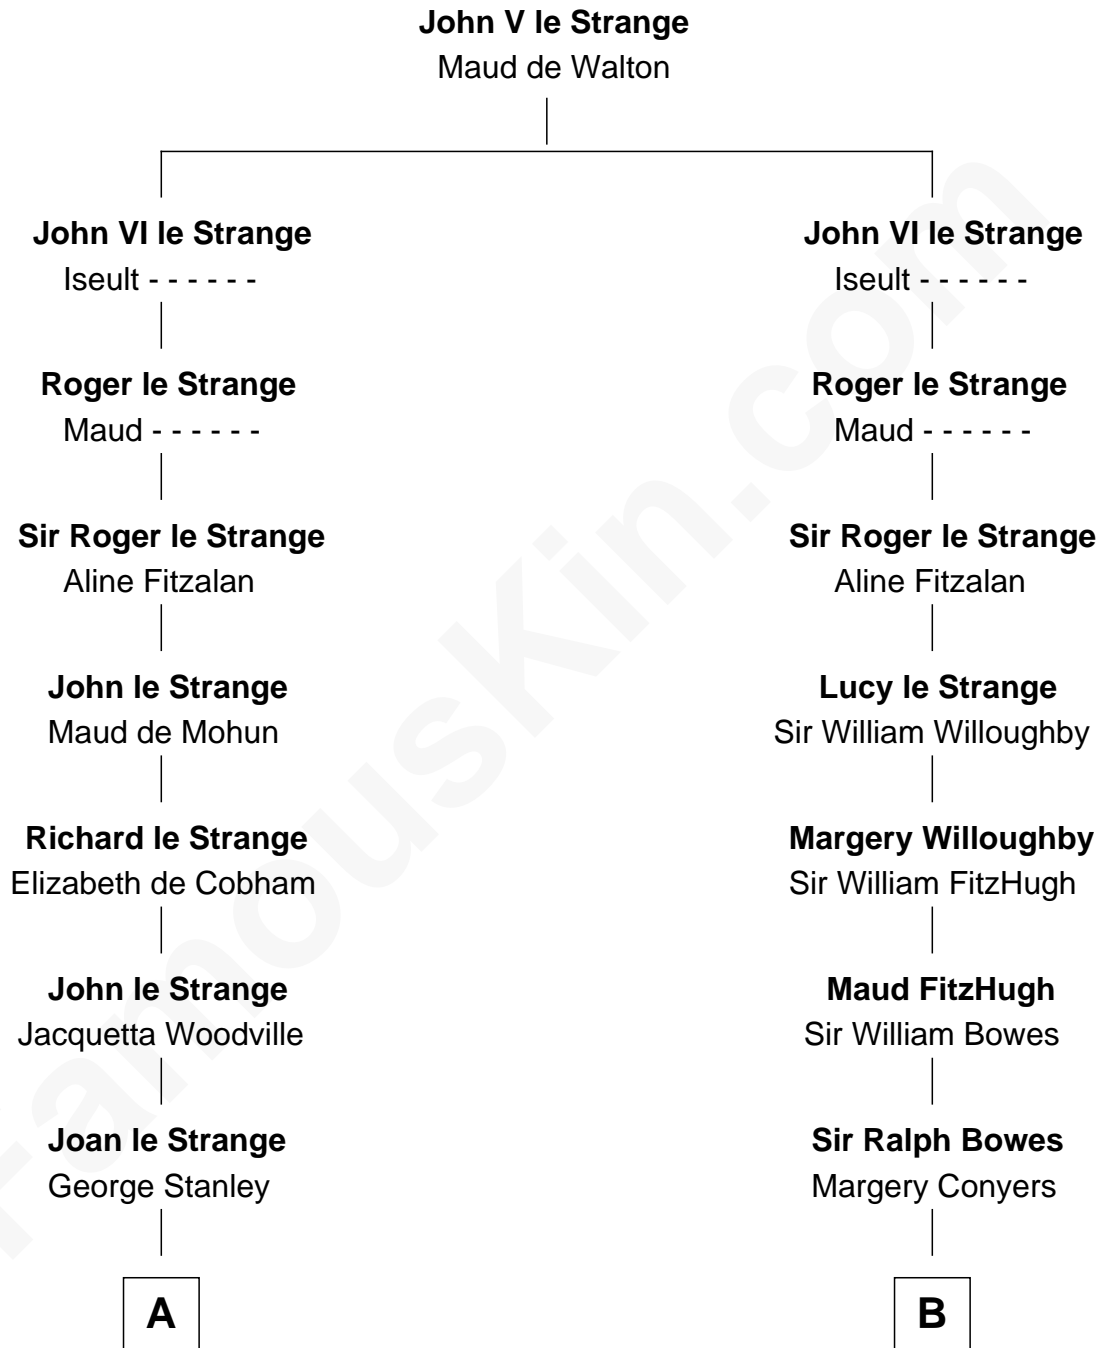 John V le Strange
Maud de Walton
John VI le Strange
Iseult - - - - - -
John VI le Strange
Iseult - - - - - -
Roger le Strange
Maud - - - - - -
Roger le Strange
Maud - - - - - -
Sir Roger le Strange
Aline Fitzalan
Sir Roger le Strange
Aline Fitzalan
John le Strange
Maud de Mohun
Lucy le Strange
Sir William Willoughby
Richard le Strange
Elizabeth de Cobham
Margery Willoughby
Sir William FitzHugh
John le Strange
Jacquetta Woodville
Maud FitzHugh
Sir William Bowes
Joan le Strange
George Stanley
Sir Ralph Bowes
Margery Conyers
A
B
FamousKin.com